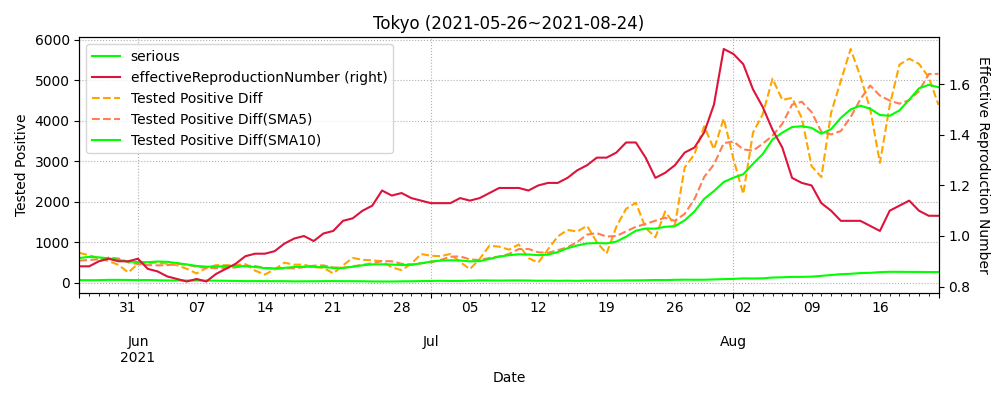 Tokyo (2021-05-26~2021-08-24)
serious
effectiveReproductionNumber (right)
Tested Positive Diff
Tested Positive Diff(SMA5)
Tested Positive Diff(SMA10)
Tested Positive
6000
5000
4000
3000
2000
1000
0
Effective Reproduction Number
1.6
1.4
1.2
1.0
0.8
31 07 14 21 28 05 12 19 26 02 09 16
Jun Jul Aug
2021
Date